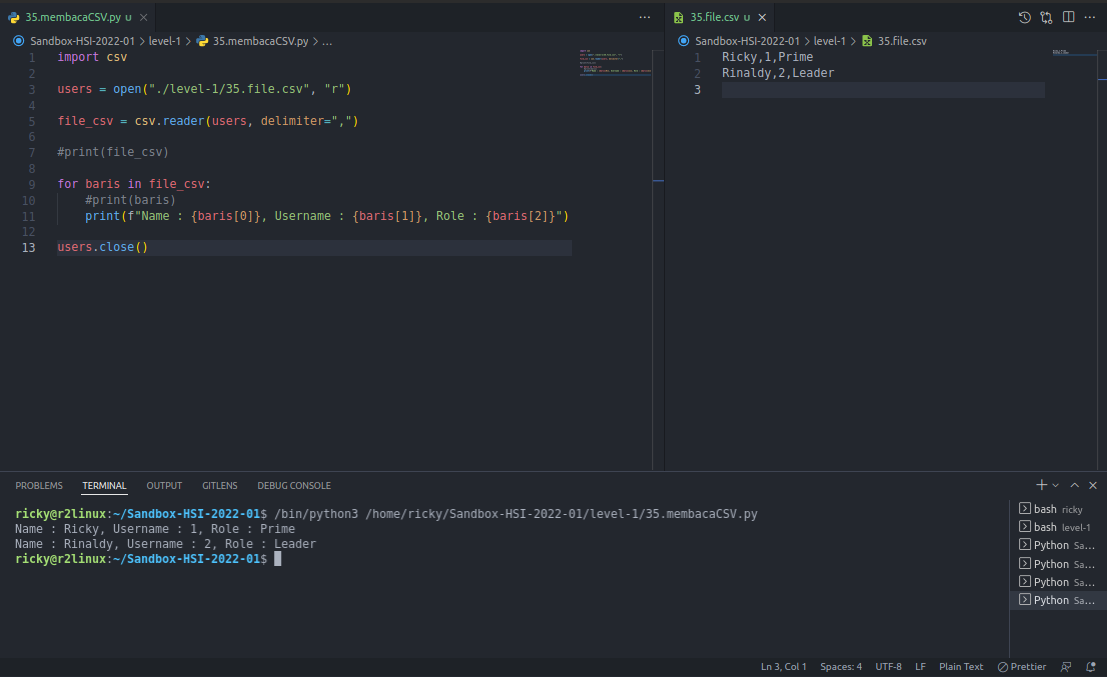 35.membacaCSV.py U
Sandbox-HSI-2022-01 > level-1 > 35.membacaCSV.py > ...
1 import csv
2
3 users = open("./level-1/35.file.csv", "r")
4
5 file_csv = csv.reader(users, delimiter=",")
6
7 #print(file_csv)
8
9 for baris in file_csv:
10 #print(baris)
11 print(f"Name : {baris[0]}, Username : {baris[1]}, Role : {baris[2]}")
12
13 users.close()
35.file.csv U
Sandbox-HSI-2022-01 > level-1 > 35.file.csv
1 Ricky,1,Prime
2 Rinaldy,2,Leader
3
PROBLEMS TERMINAL OUTPUT GITLENS DEBUG CONSOLE
ricky@r2linux:~/Sandbox-HSI-2022-01$ /bin/python3 /home/ricky/Sandbox-HSI-2022-01/level-1/35.membacaCSV.py
Name : Ricky, Username : 1, Role : Prime
Name : Rinaldy, Username : 2, Role : Leader
ricky@r2linux:~/Sandbox-HSI-2022-01$
bash ricky
bash level-1
Python Sa...
Python Sa...
Python Sa...
Python Sa...
Ln 3, Col 1 Spaces: 4 UTF-8 LF Plain Text Prettier